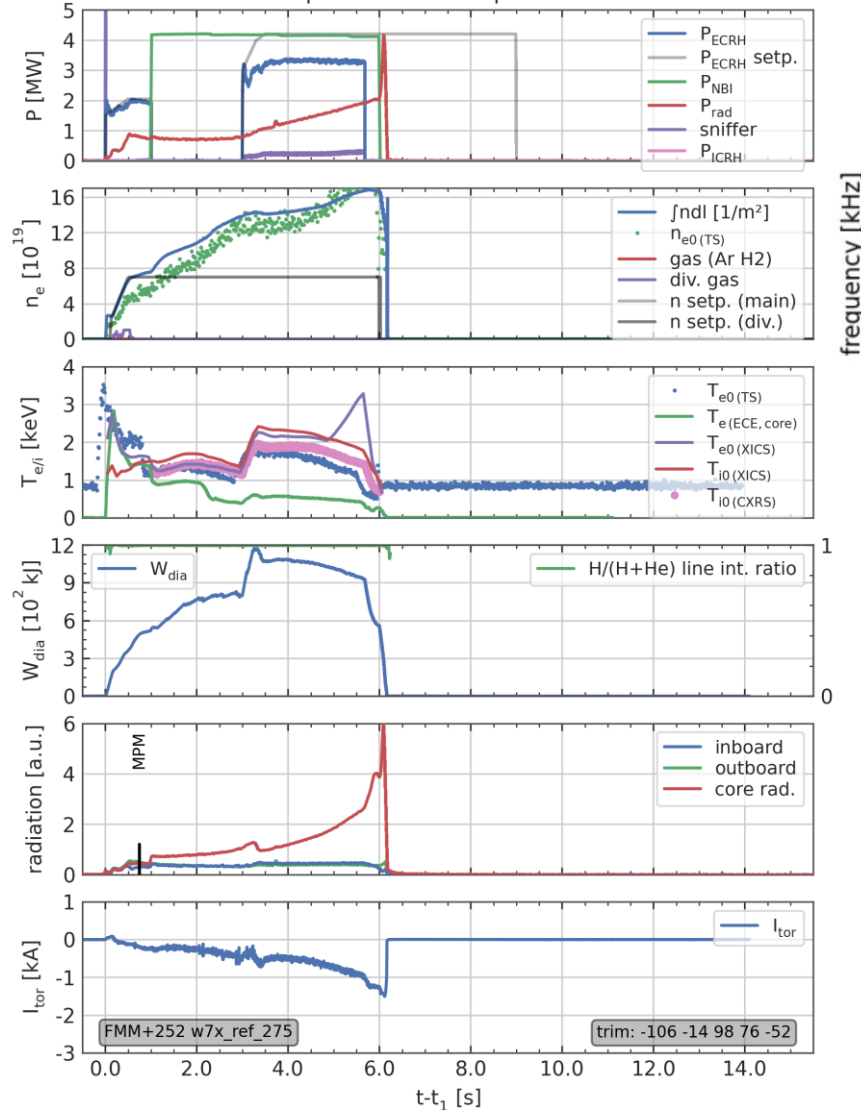 5
4
3
2
1
0
P [MW]
P_ECRH
P_ECRH setp.
P_NBI
P_rad
sniffer
P_ICRH
16
12
8
4
0
n_e [10^19]
∫ndl [1/m²]
n_e0 (TS)
gas (Ar H2)
div. gas
n setp. (main)
n setp. (div.)
frequency [kHz]
4
3
2
1
0
T_e/i [keV]
T_e0 (TS)
T_e (ECE, core)
T_e0 (XICS)
T_i0 (XICS)
T_i0 (CXRS)
12
9
6
3
0
W_dia [10² kJ]
W_dia
H/(H+He) line int. ratio
1
0
6
4
2
0
radiation [a.u.]
MPM
inboard
outboard
core rad.
1
0
-1
-2
-3
I_tor [kA]
I_tor
FMM+252 w7x_ref_275
trim: -106 -14 98 76 -52
0.0 2.0 4.0 6.0 8.0 10.0 12.0 14.0
t-t_1 [s]